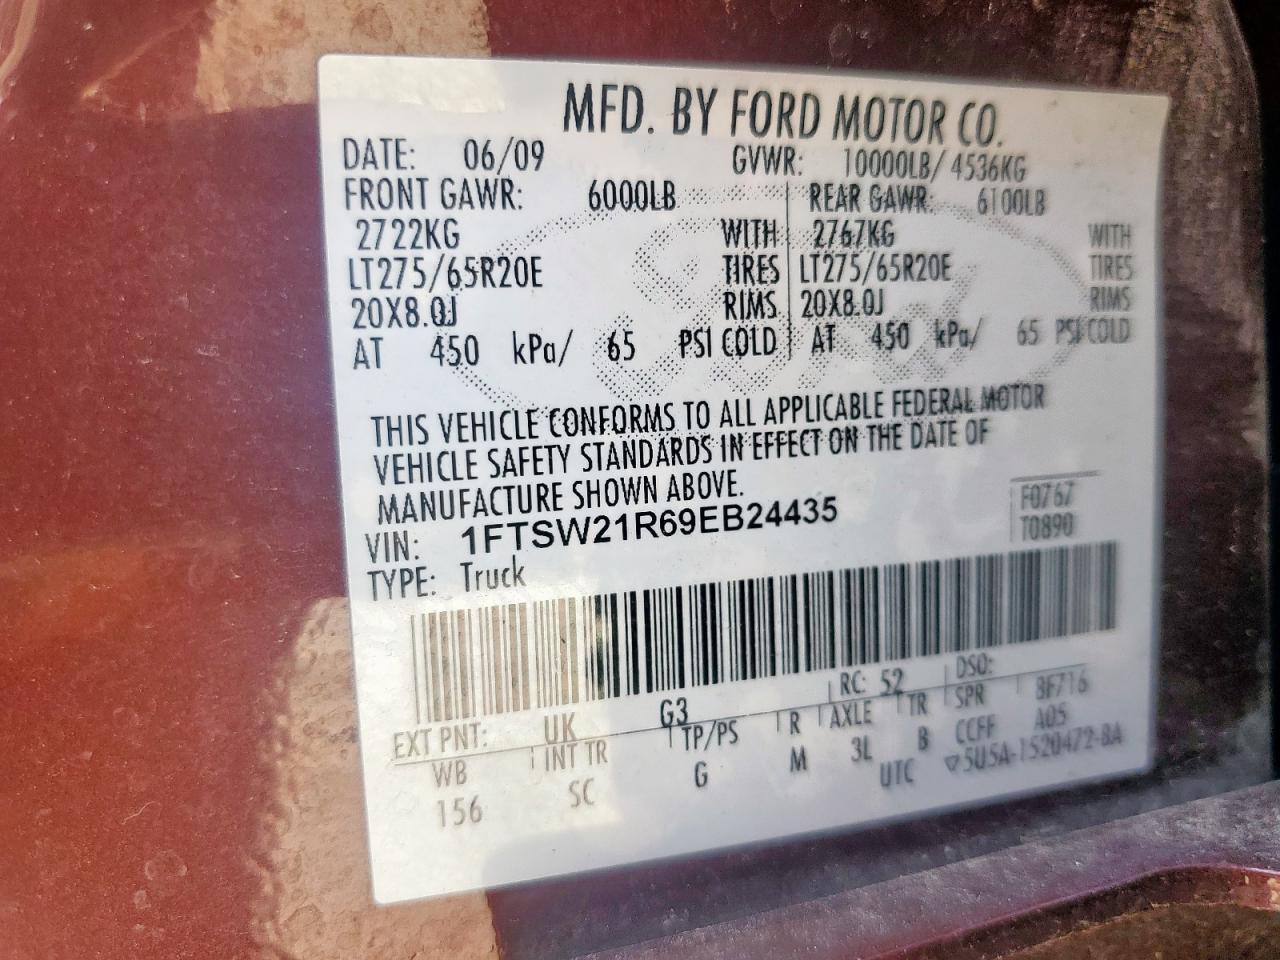 MFD. BY FORD MOTOR CO.
DATE: 06/09 GVWR: 10000LB/ 4536KG
FRONT GAWR: 6000LB REAR GAWR: 6100LB
2722KG WITH 2767KG WITH
LT275/65R20E TIRES LT275/65R20E TIRES
20X8.0J RIMS 20X8.0J RIMS
AT 450 kPa/ 65 PSI COLD AT 450 kPa/ 65 PSI COLD
THIS VEHICLE CONFORMS TO ALL APPLICABLE FEDERAL MOTOR
VEHICLE SAFETY STANDARDS IN EFFECT ON THE DATE OF
MANUFACTURE SHOWN ABOVE.
F0767
VIN: 1FTSW21R69EB24435
T0890
TYPE: Truck
EXT PNT: UK G3 RC: 52 DSO:
WB INT TR TP/PS R AXLE TR SPR 8F716
156 SC G M 3L B CCFF A05
UTC ▽5U5A-1520472-BA